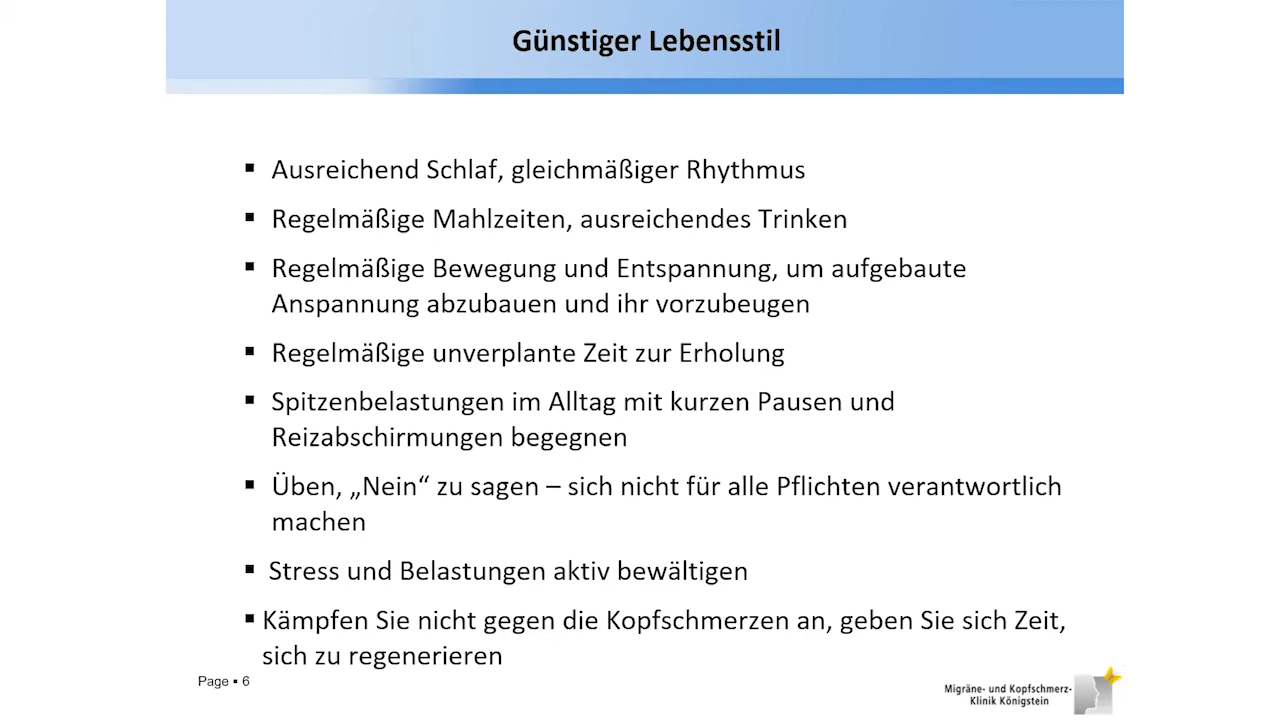 Günstiger Lebensstil
▪ Ausreichend Schlaf, gleichmäßiger Rhythmus
▪ Regelmäßige Mahlzeiten, ausreichendes Trinken
▪ Regelmäßige Bewegung und Entspannung, um aufgebaute
Anspannung abzubauen und ihr vorzubeugen
▪ Regelmäßige unverplante Zeit zur Erholung
▪ Spitzenbelastungen im Alltag mit kurzen Pausen und
Reizabschirmungen begegnen
▪ Üben, „Nein“ zu sagen – sich nicht für alle Pflichten verantwortlich
machen
▪ Stress und Belastungen aktiv bewältigen
▪ Kämpfen Sie nicht gegen die Kopfschmerzen an, geben Sie sich Zeit,
sich zu regenerieren
Page ▪ 6
Migräne- und Kopfschmerz-
Klinik Königstein